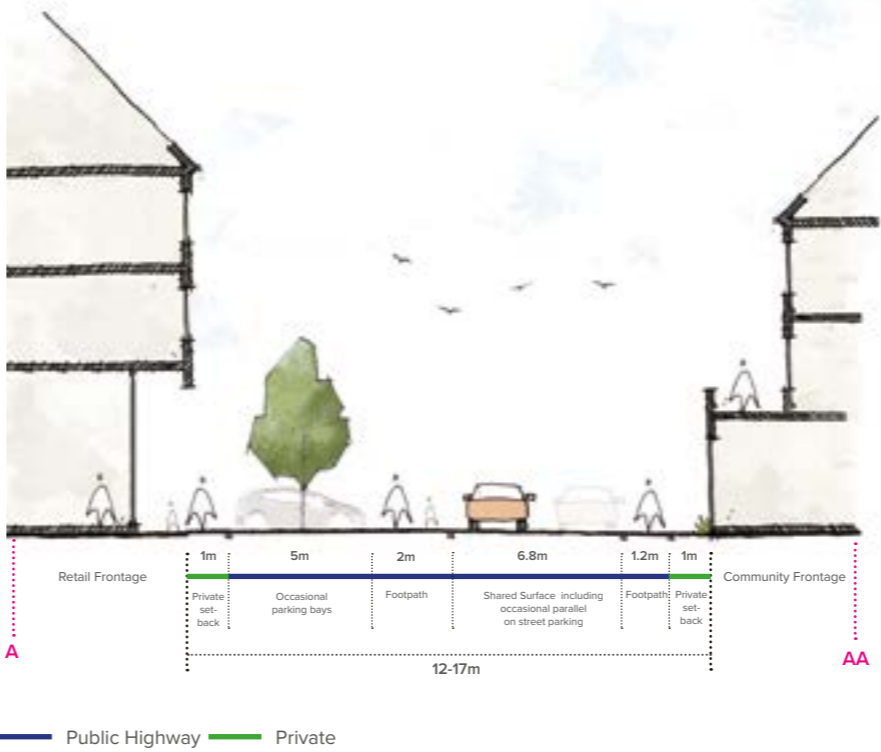 1m
5m
2m
6.8m
1.2m
1m
Retail Frontage
Community Frontage
Private
set-
back
Occasional
parking bays
Footpath
Shared Surface including
occasional parallel
on street parking
Footpath
Private
set-
back
A
AA
12-17m
Public Highway
Private